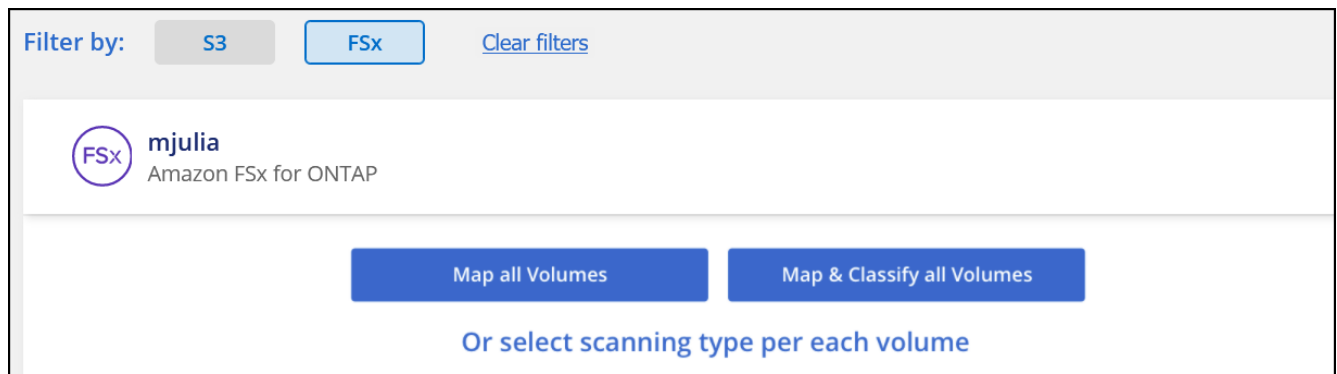 Filter by: S3 FSx Clear filters
FSx mjulia
Amazon FSx for ONTAP
Map all Volumes Map & Classify all Volumes
Or select scanning type per each volume